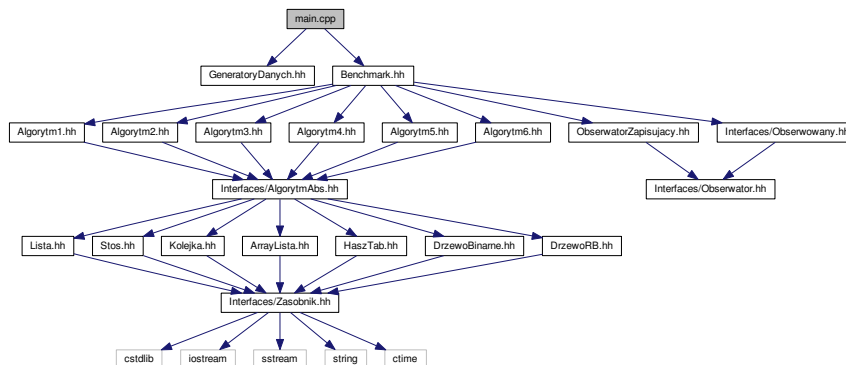 main.cpp
GeneratoryDanych.hh
Benchmark.hh
Algorytm1.hh
Algorytm2.hh
Algorytm3.hh
Algorytm4.hh
Algorytm5.hh
Algorytm6.hh
ObserwatorZapisujacy.hh
Interfaces/Obserwowany.hh
Interfaces/AlgorytmAbs.hh
Interfaces/Obserwator.hh
Lista.hh
Stos.hh
Kolejka.hh
ArrayLista.hh
HaszTab.hh
DrzewoBinarne.hh
DrzewoRB.hh
Interfaces/Zasobnik.hh
cstdlib
iostream
sstream
string
ctime